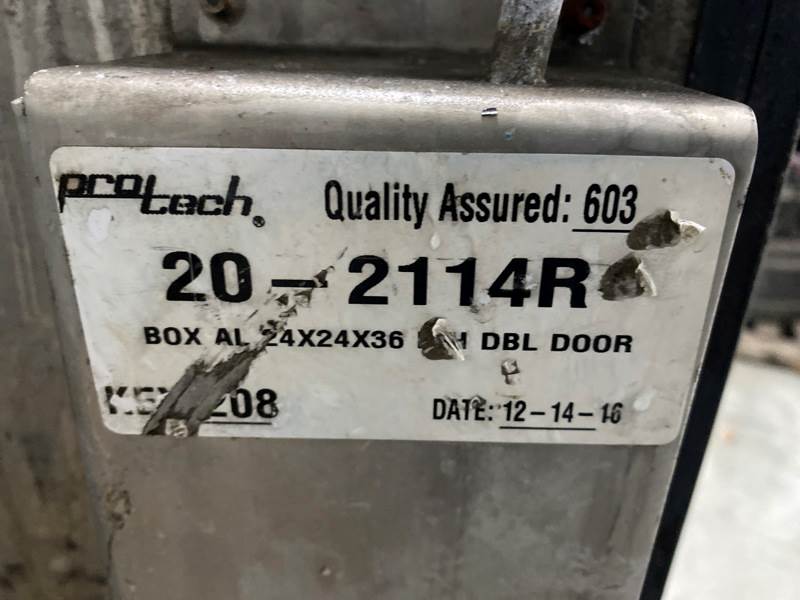 protech® Quality Assured: 603
20-2114R
BOX AL 24X24X36 DBL DOOR
208
DATE: 12-14-16